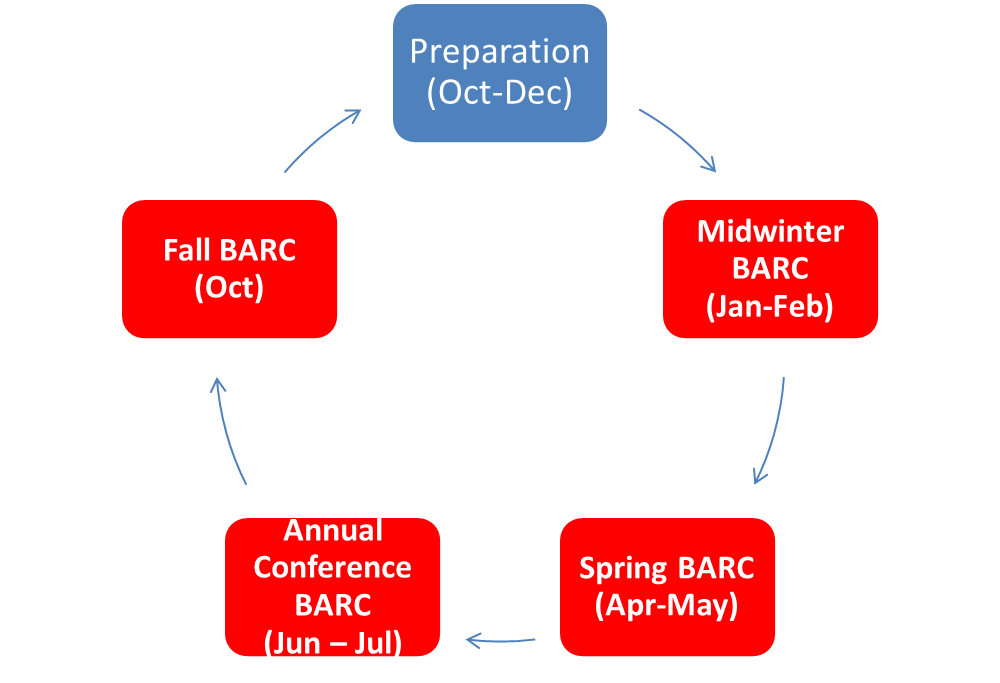 Preparation
(Oct-Dec)
Fall BARC
(Oct)
Midwinter
BARC
(Jan-Feb)
Annual
Conference
BARC
(Jun – Jul)
Spring BARC
(Apr-May)